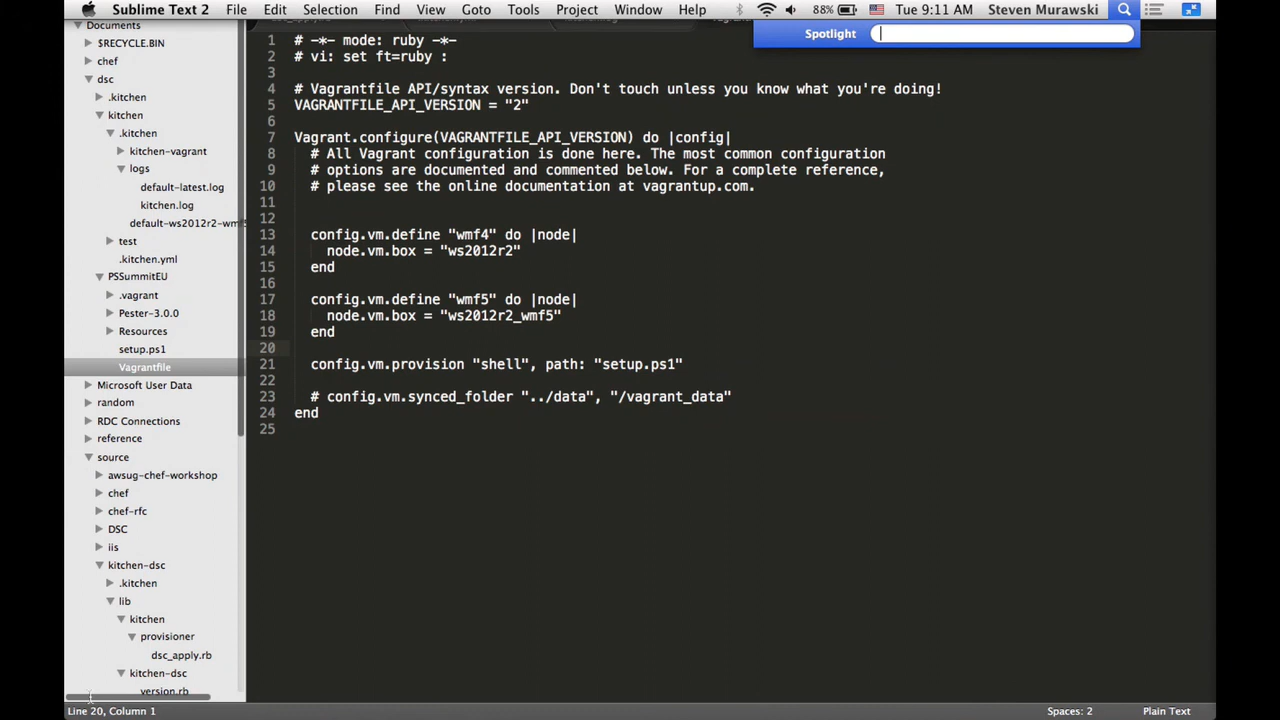 Sublime Text 2 File Edit Selection Find View Goto Tools Project Window Help 88% Tue 9:11 AM Steven Murawski
Spotlight
Documents
$RECYCLE.BIN
chef
dsc
.kitchen
kitchen
.kitchen
kitchen-vagrant
logs
default-latest.log
kitchen.log
default-ws2012r2-wmf5
test
.kitchen.yml
PSSummitEU
.vagrant
Pester-3.0.0
Resources
setup.ps1
Vagrantfile
Microsoft User Data
random
RDC Connections
reference
source
awsug-chef-workshop
chef
chef-rfc
DSC
iis
kitchen-dsc
.kitchen
lib
kitchen
provisioner
dsc_apply.rb
kitchen-dsc
version.rb
1 # -*- mode: ruby -*-
2 # vi: set ft=ruby :
3
4 # Vagrantfile API/syntax version. Don't touch unless you know what you're doing!
5 VAGRANTFILE_API_VERSION = "2"
6
7 Vagrant.configure(VAGRANTFILE_API_VERSION) do |config|
8 # All Vagrant configuration is done here. The most common configuration
9 # options are documented and commented below. For a complete reference,
10 # please see the online documentation at vagrantup.com.
11
12
13 config.vm.define "wmf4" do |node|
14 node.vm.box = "ws2012r2"
15 end
16
17 config.vm.define "wmf5" do |node|
18 node.vm.box = "ws2012r2_wmf5"
19 end
20
21 config.vm.provision "shell", path: "setup.ps1"
22
23 # config.vm.synced_folder "../data", "/vagrant_data"
24 end
25
Line 20, Column 1 Spaces: 2 Plain Text